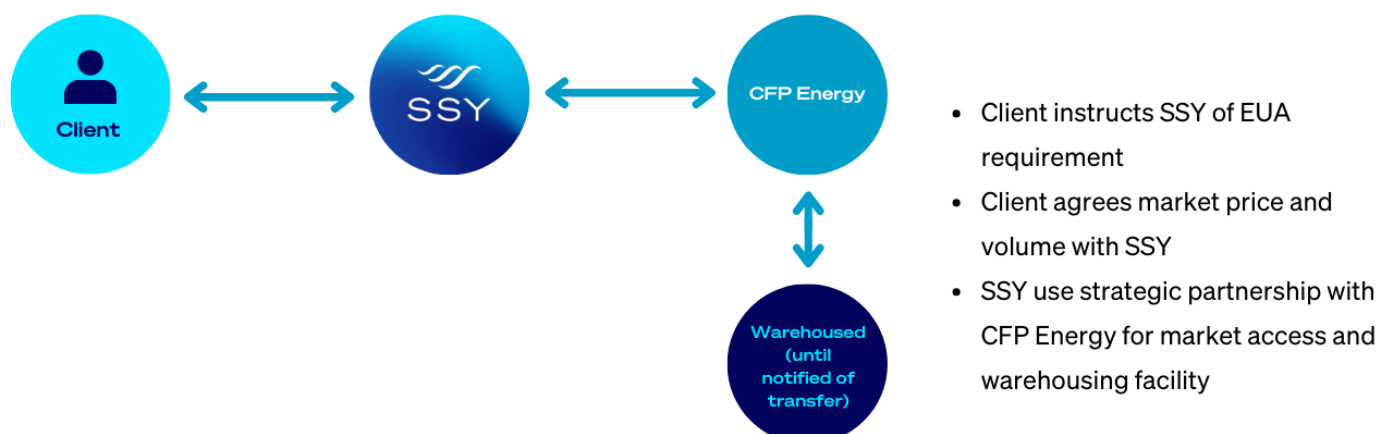 Client
SSY
CFP Energy
Warehoused
(until
notified of
transfer)
• Client instructs SSY of EUA
requirement
• Client agrees market price and
volume with SSY
• SSY use strategic partnership with
CFP Energy for market access and
warehousing facility